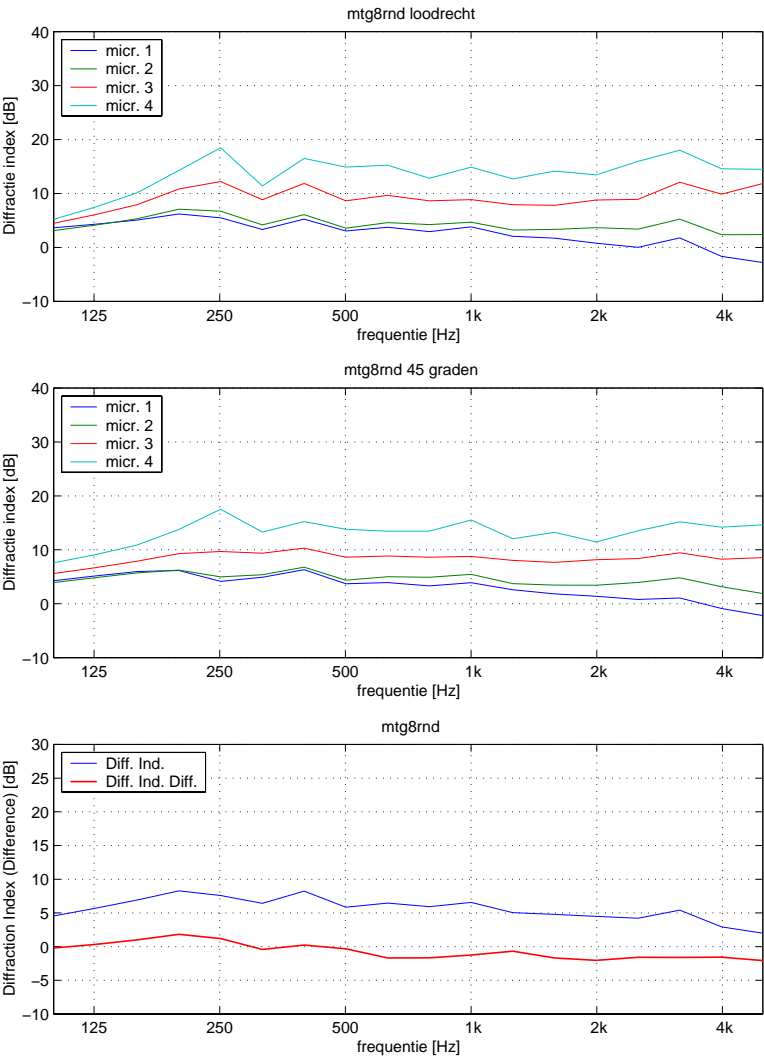 mtg8rnd loodrecht
Diffractie index [dB]
40
30
20
10
0
−10
micr. 1
micr. 2
micr. 3
micr. 4
125 250 500 1k 2k 4k
frequentie [Hz]
mtg8rnd 45 graden
Diffractie index [dB]
40
30
20
10
0
−10
micr. 1
micr. 2
micr. 3
micr. 4
125 250 500 1k 2k 4k
frequentie [Hz]
mtg8rnd
Diffraction Index (Difference) [dB]
30
25
20
15
10
5
0
−5
−10
Diff. Ind.
Diff. Ind. Diff.
125 250 500 1k 2k 4k
frequentie [Hz]